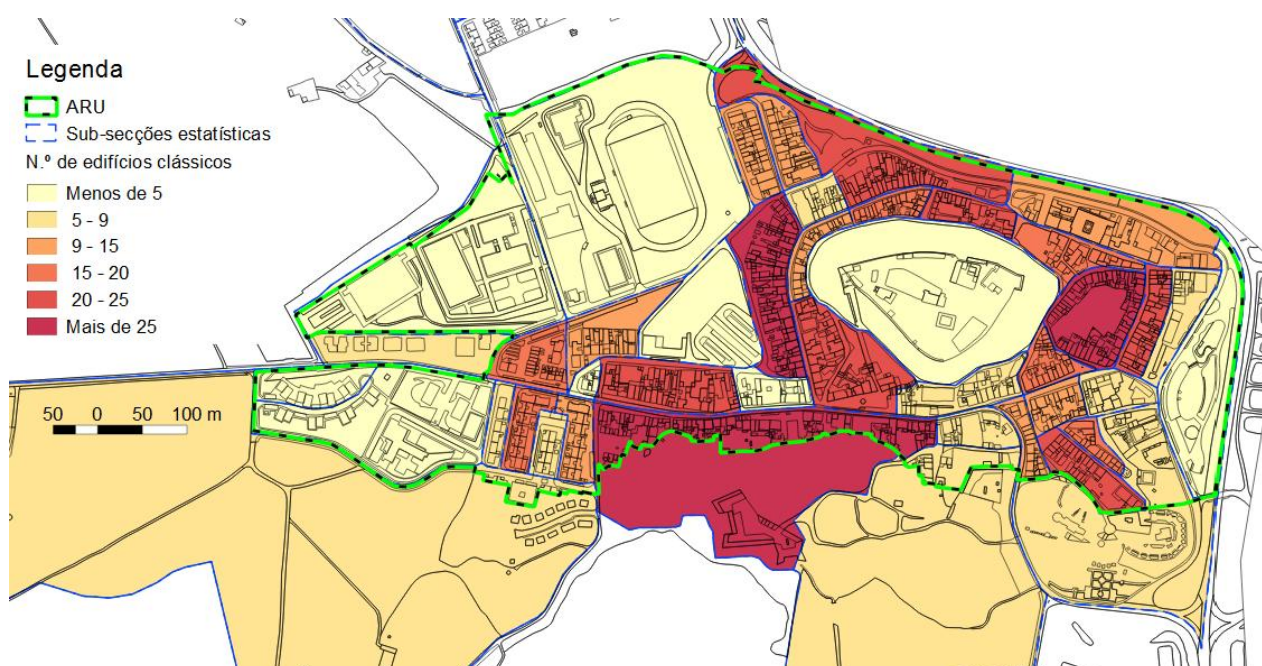 Legenda
ARU
Sub-secções estatísticas
N.º de edifícios clássicos
Menos de 5
5 - 9
9 - 15
15 - 20
20 - 25
Mais de 25
50 0 50 100 m